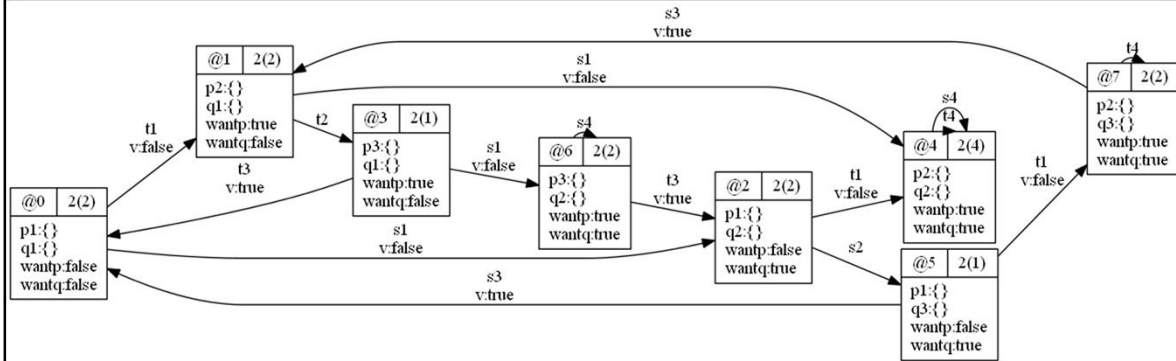 s3
v:true
@1 2(2)
p2:{}
q1:{}
wantp:true
wantq:false
s1
v:false
t4
@7 2(2)
p2:{}
q3:{}
wantp:true
wantq:true
t1
v:false
t2
@3 2(1)
p3:{}
q1:{}
wantp:true
wantq:false
t3
v:true
s1
v:false
s4
@6 2(2)
p3:{}
q2:{}
wantp:true
wantq:true
t3
v:true
s4
t4
@4 2(4)
p2:{}
q2:{}
wantp:true
wantq:true
t1
v:false
@0 2(2)
p1:{}
q1:{}
wantp:false
wantq:false
s1
v:false
@2 2(2)
p1:{}
q2:{}
wantp:false
wantq:true
t1
v:false
s2
@5 2(1)
p1:{}
q3:{}
wantp:false
wantq:true
s3
v:true